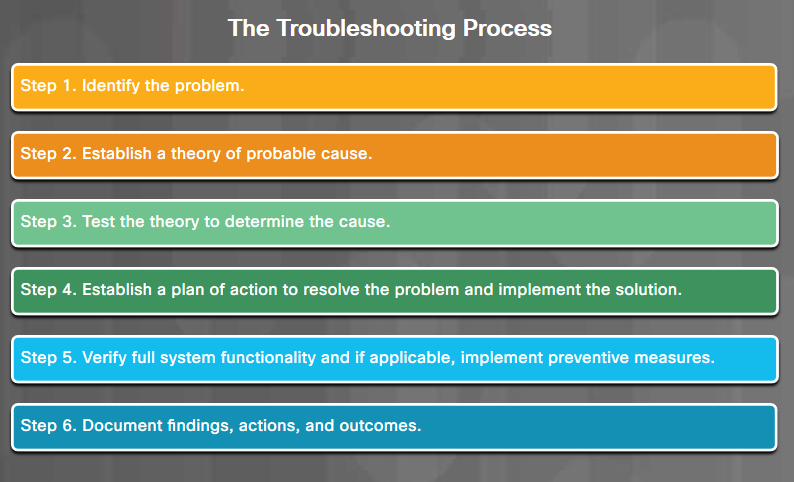 The Troubleshooting Process
Step 1. Identify the problem.
Step 2. Establish a theory of probable cause.
Step 3. Test the theory to determine the cause.
Step 4. Establish a plan of action to resolve the problem and implement the solution.
Step 5. Verify full system functionality and if applicable, implement preventive measures.
Step 6. Document findings, actions, and outcomes.